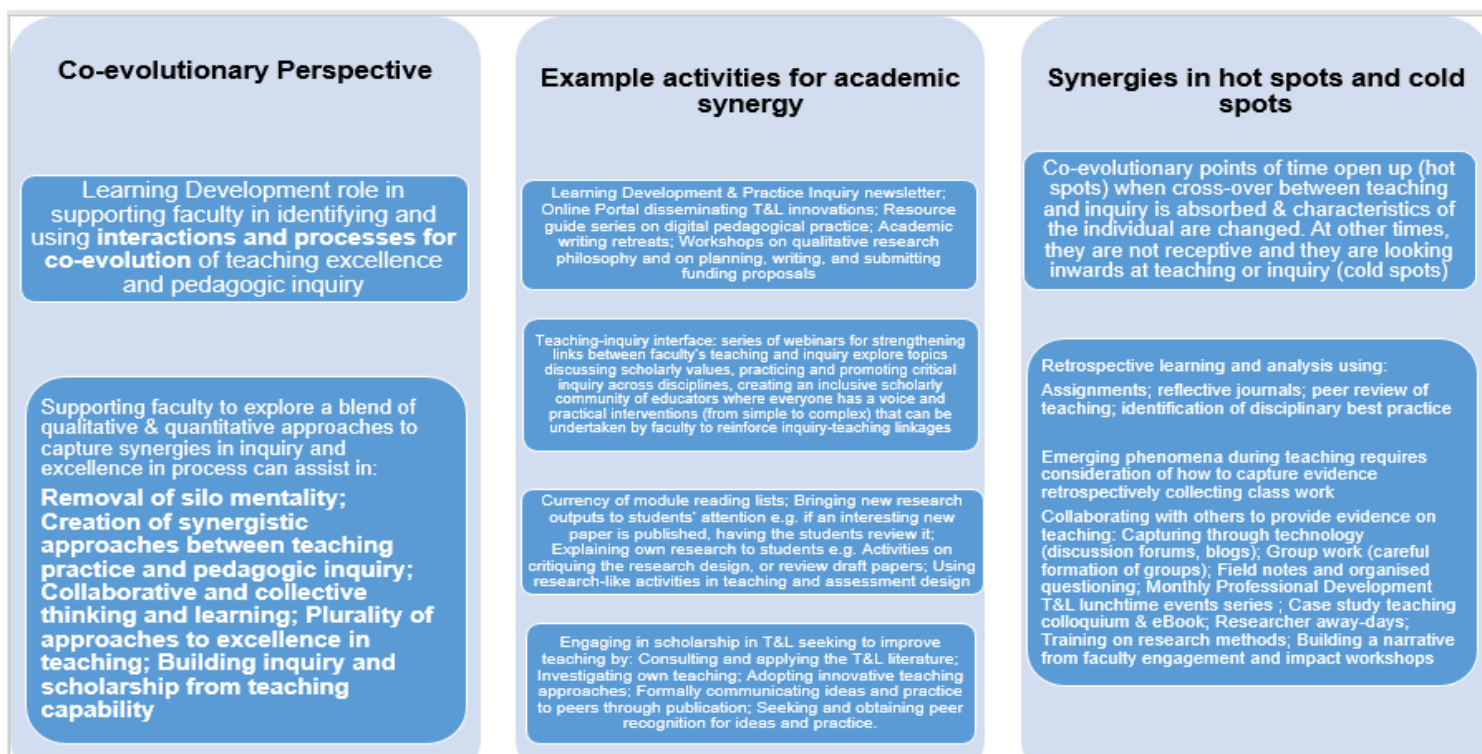 Co-evolutionary Perspective
Learning Development role in
supporting faculty in identifying and
using interactions and processes for
co-evolution of teaching excellence
and pedagogic inquiry
Supporting faculty to explore a blend of
qualitative & quantitative approaches to
capture synergies in inquiry and
excellence in process can assist in:
Removal of silo mentality;
Creation of synergistic
approaches between teaching
practice and pedagogic inquiry;
Collaborative and collective
thinking and learning; Plurality of
approaches to excellence in
teaching; Building inquiry and
scholarship from teaching
capability
Example activities for academic
synergy
Learning Development & Practice Inquiry newsletter;
Online Portal disseminating T&L innovations; Resource
guide series on digital pedagogical practice; Academic
writing retreats; Workshops on qualitative research
philosophy and on planning, writing, and submitting
funding proposals
Teaching-inquiry interface: series of webinars for strengthening
links between faculty's teaching and inquiry explore topics
discussing scholarly values, practicing and promoting critical
inquiry across disciplines, creating an inclusive scholarly
community of educators where everyone has a voice and
practical interventions (from simple to complex) that can be
undertaken by faculty to reinforce inquiry-teaching linkages
Currency of module reading lists; Bringing new research
outputs to students' attention e.g. if an interesting new
paper is published, having the students review it;
Explaining own research to students e.g. Activities on
critiquing the research design, or review draft papers; Using
research-like activities in teaching and assessment design
Engaging in scholarship in T&L seeking to improve
teaching by: Consulting and applying the T&L literature;
Investigating own teaching; Adopting innovative teaching
approaches; Formally communicating ideas and practice
to peers through publication; Seeking and obtaining peer
recognition for ideas and practice.
Synergies in hot spots and cold
spots
Co-evolutionary points of time open up (hot
spots) when cross-over between teaching
and inquiry is absorbed & characteristics of
the individual are changed. At other times,
they are not receptive and they are looking
inwards at teaching or inquiry (cold spots)
Retrospective learning and analysis using:
Assignments; reflective journals; peer review of
teaching; identification of disciplinary best practice
Emerging phenomena during teaching requires
consideration of how to capture evidence
retrospectively collecting class work
Collaborating with others to provide evidence on
teaching: Capturing through technology
(discussion forums, blogs); Group work (careful
formation of groups); Field notes and organised
questioning; Monthly Professional Development
T&L lunchtime events series ; Case study teaching
colloquium & eBook; Researcher away-days;
Training on research methods; Building a narrative
from faculty engagement and impact workshops